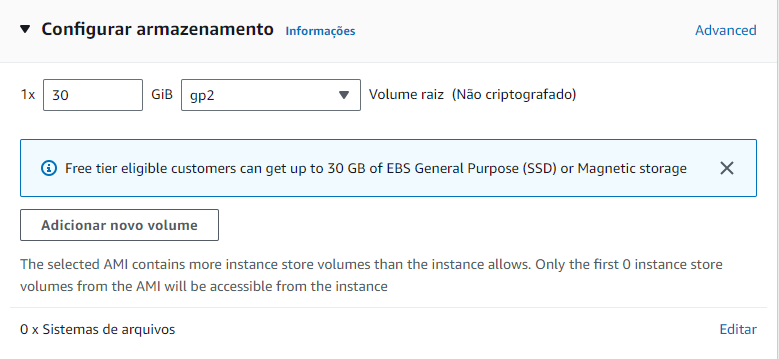 Configurar armazenamento Informações Advanced
1x 30 GiB gp2 Volume raiz (Não criptografado)
Free tier eligible customers can get up to 30 GB of EBS General Purpose (SSD) or Magnetic storage
Adicionar novo volume
The selected AMI contains more instance store volumes than the instance allows. Only the first 0 instance store
volumes from the AMI will be accessible from the instance
0 x Sistemas de arquivos Editar